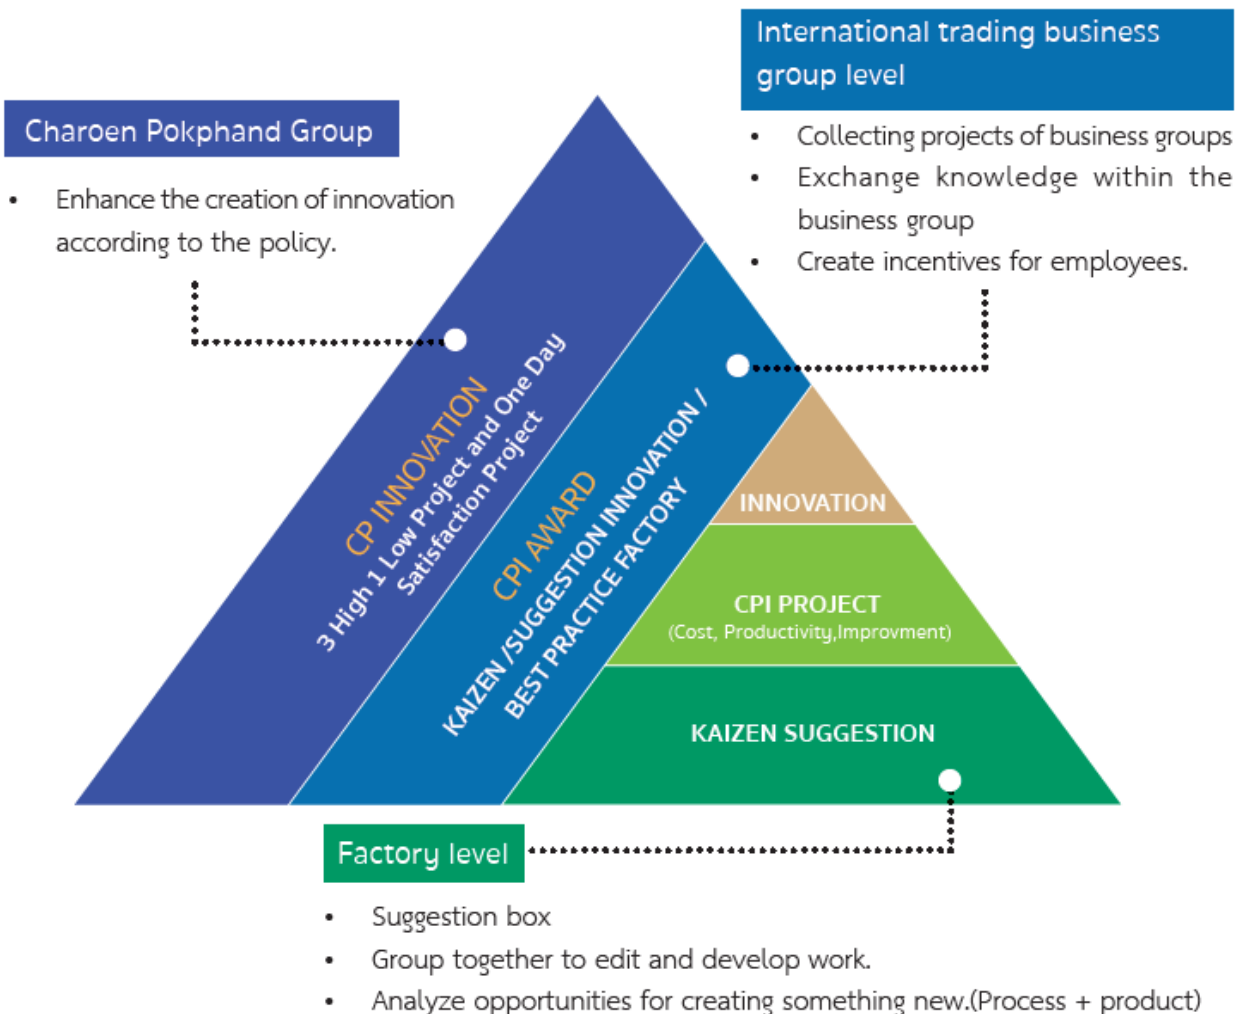 International trading business
group level
• Collecting projects of business groups
• Exchange knowledge within the
business group
• Create incentives for employees.
Charoen Pokphand Group
• Enhance the creation of innovation
according to the policy.
CP INNOVATION
3 High 1 Low Project and One Day
Satisfaction Project
CPI AWARD
KAIZEN /SUGGESTION INNOVATION /
BEST PRACTICE FACTORY
INNOVATION
CPI PROJECT
(Cost, Productivity,Improvment)
KAIZEN SUGGESTION
Factory level
• Suggestion box
• Group together to edit and develop work.
• Analyze opportunities for creating something new.(Process + product)